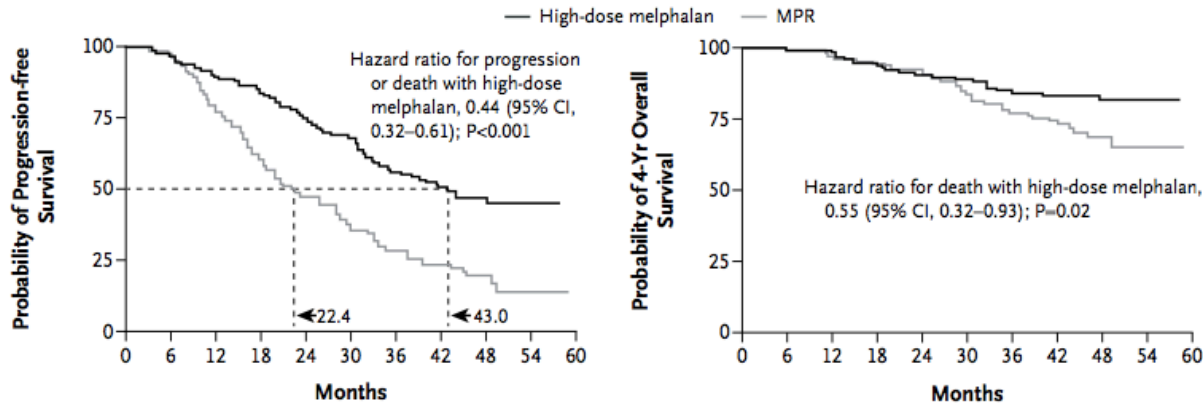 High-dose melphalan MPR
Probability of Progression-free
Survival
100
75
50
25
0
Hazard ratio for progression
or death with high-dose
melphalan, 0.44 (95% CI,
0.32–0.61); P<0.001
22.4
43.0
0 6 12 18 24 30 36 42 48 54 60
Months
Probability of 4-Yr Overall
Survival
100
75
50
25
0
Hazard ratio for death with high-dose melphalan,
0.55 (95% CI, 0.32–0.93); P=0.02
0 6 12 18 24 30 36 42 48 54 60
Months